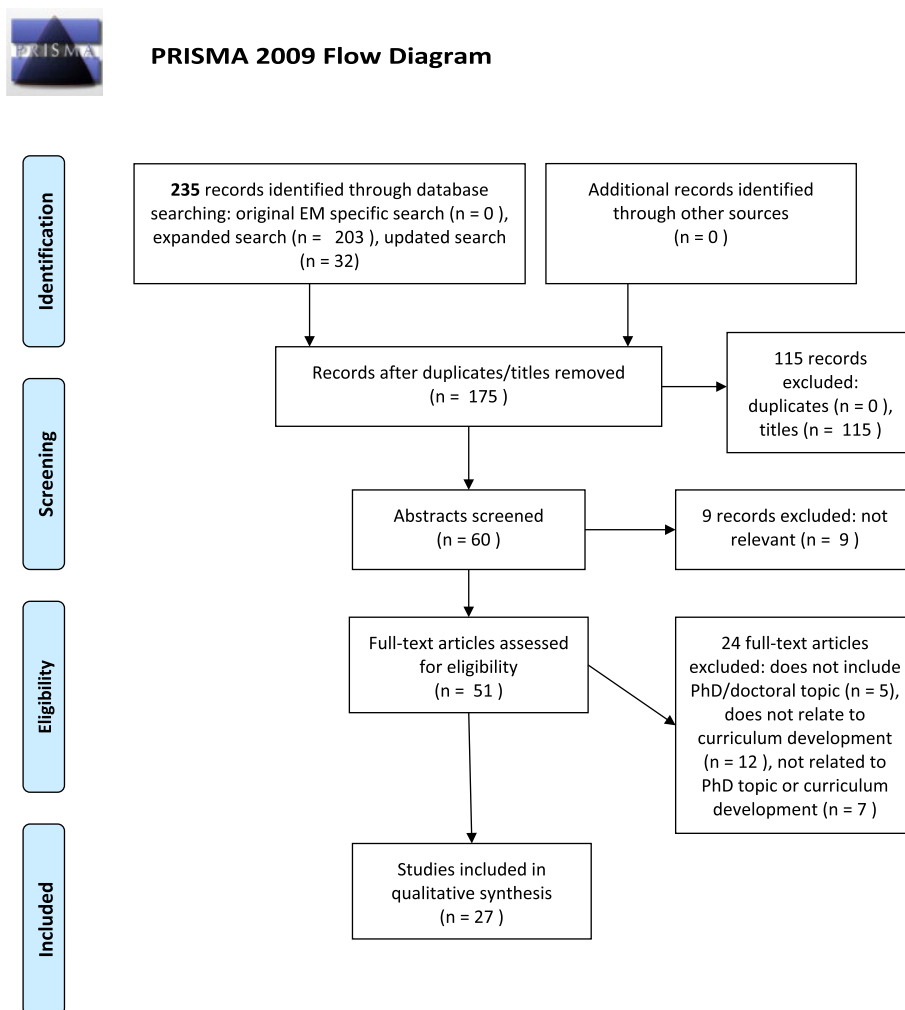 PRISMA
PRISMA 2009 Flow Diagram
Identification
235 records identified through database
searching: original EM specific search (n = 0 ),
expanded search (n =   203 ), updated search
(n = 32)
Additional records identified
through other sources
(n = 0 )
Records after duplicates/titles removed
(n =  175 )
115 records
excluded:
duplicates (n = 0 ),
titles (n =  115 )
Screening
Abstracts screened
(n = 60 )
9 records excluded: not
relevant (n =  9 )
Eligibility
Full-text articles assessed
for eligibility
(n =  51 )
24 full-text articles
excluded: does not include
PhD/doctoral topic (n = 5),
does not relate to
curriculum development
(n = 12 ), not related to
PhD topic or curriculum
development (n = 7 )
Included
Studies included in
qualitative synthesis
(n = 27 )